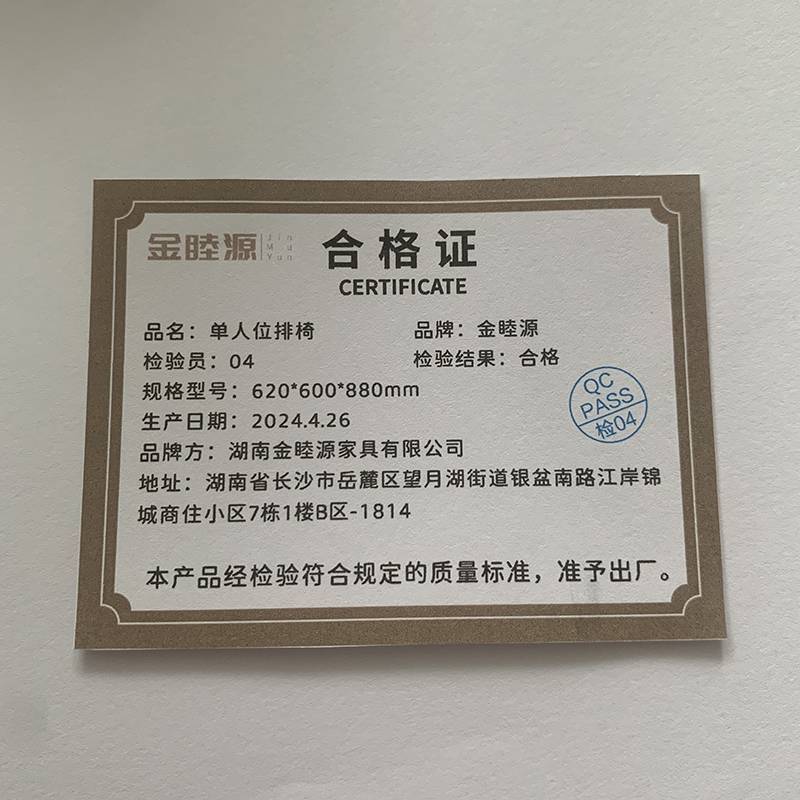 金睦源 Jin Mu Yun
合格证
CERTIFICATE
品名：单人位排椅 品牌：金睦源
检验员：04 检验结果：合格
规格型号：620*600*880mm
生产日期：2024.4.26
品牌方：湖南金睦源家具有限公司
地址：湖南省长沙市岳麓区望月湖街道银盆南路江岸锦
城商住小区7栋1楼B区-1814
QC
PASS
检04
本产品经检验符合规定的质量标准，准予出厂。